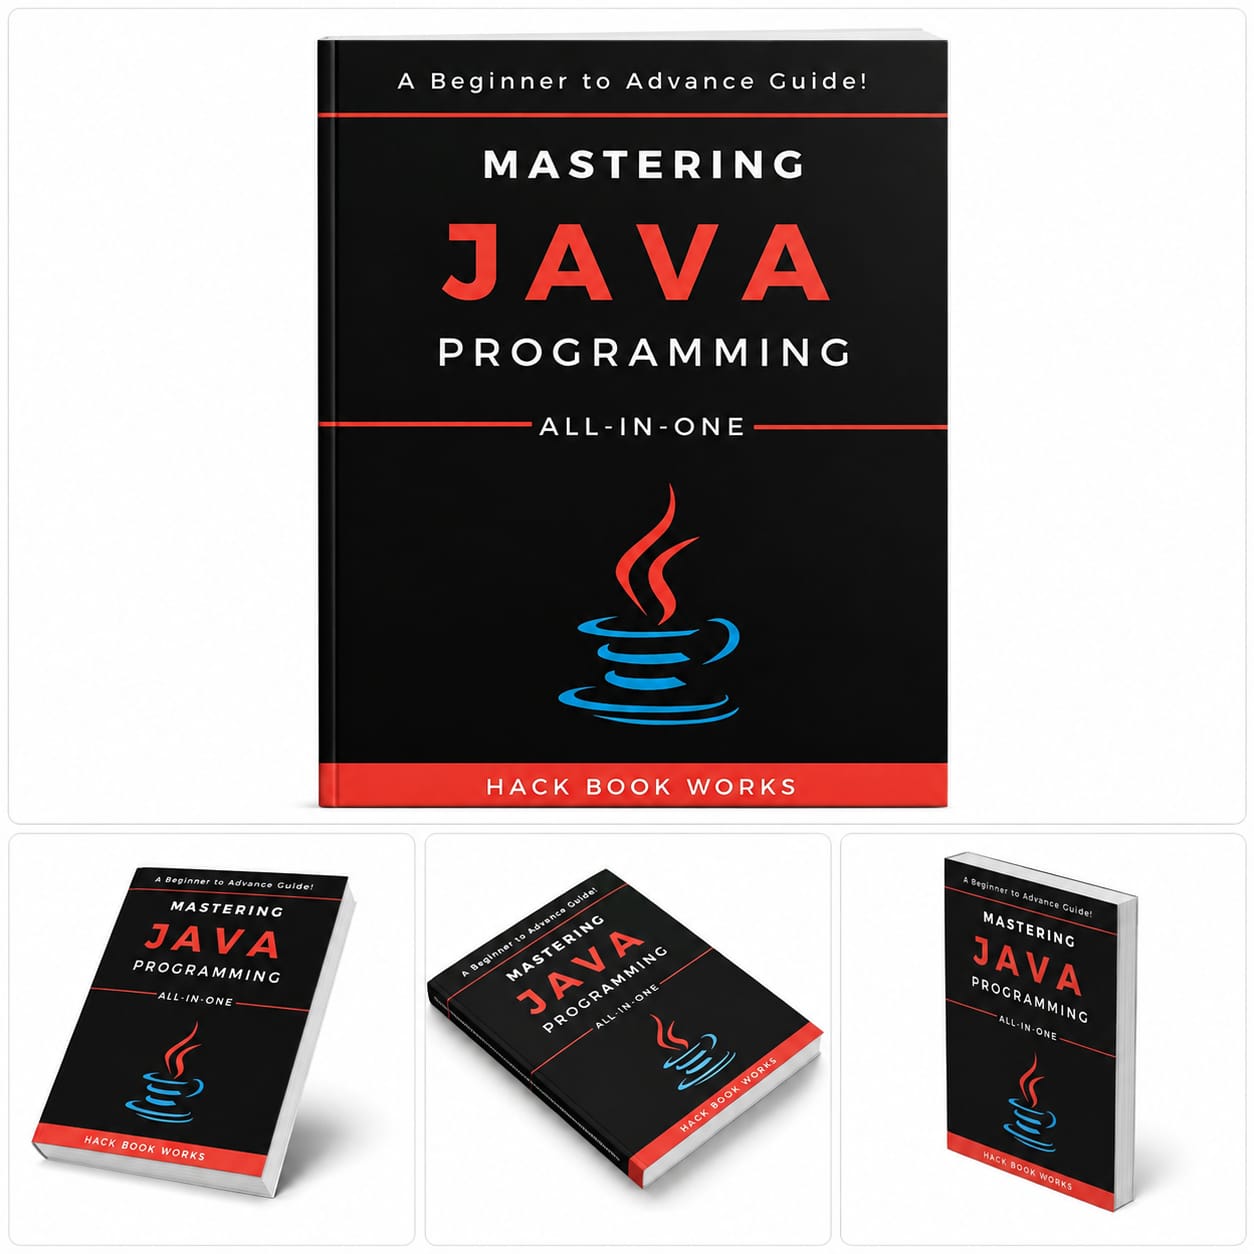 A Beginner to Advance Guide!
MASTERING
JAVA
PROGRAMMING
ALL-IN-ONE
HACK BOOK WORKS
A Beginner to Advance Guide!
MASTERING
JAVA
PROGRAMMING
ALL-IN-ONE
HACK BOOK WORKS
A Beginner to Advance Guide!
MASTERING
JAVA
PROGRAMMING
ALL-IN-ONE
HACK BOOK WORKS
A Beginner to Advance Guide!
MASTERING
JAVA
PROGRAMMING
ALL-IN-ONE
HACK BOOK WORKS